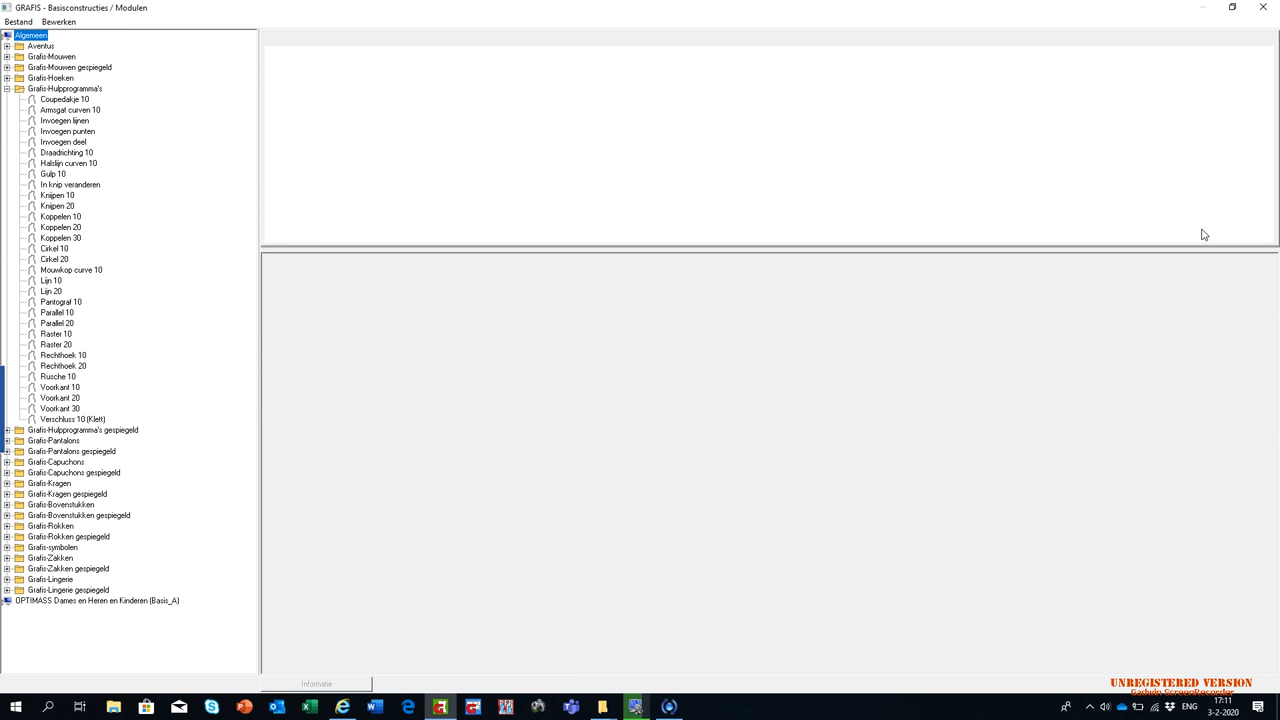 GRAFIS - Basisconstructies / Modulen
Bestand Bewerken
Algemeen
Aventus
Grafis-Mouwen
Grafis-Mouwen gespiegeld
Grafis-Hoeken
Grafis-Hulpprogramma's
Coupedakje 10
Armsgat curven 10
Invoegen lijnen
Invoegen punten
Invoegen deel
Draadrichting 10
Halslijn curven 10
Gulp 10
In knip veranderen
Knijpen 10
Knijpen 20
Koppelen 10
Koppelen 20
Koppelen 30
Cirkel 10
Cirkel 20
Mouwkop curve 10
Lijn 10
Lijn 20
Pantograf 10
Parallel 10
Parallel 20
Raster 10
Raster 20
Rechthoek 10
Rechthoek 20
Rusche 10
Voorkant 10
Voorkant 20
Voorkant 30
Verschluss 10 (Klett)
Grafis-Hulpprogramma's gespiegeld
Grafis-Pantalons
Grafis-Pantalons gespiegeld
Grafis-Capuchons
Grafis-Capuchons gespiegeld
Grafis-Kragen
Grafis-Kragen gespiegeld
Grafis-Bovenstukken
Grafis-Bovenstukken gespiegeld
Grafis-Rokken
Grafis-Rokken gespiegeld
Grafis-symbolen
Grafis-Zakken
Grafis-Zakken gespiegeld
Grafis-Lingerie
Grafis-Lingerie gespiegeld
OPTIMASS Dames en Heren en Kinderen (Basis_A)
Informatie
UNREGISTERED VERSION
Gadwin ScreenRecorder
ENG
17:11
3-2-2020